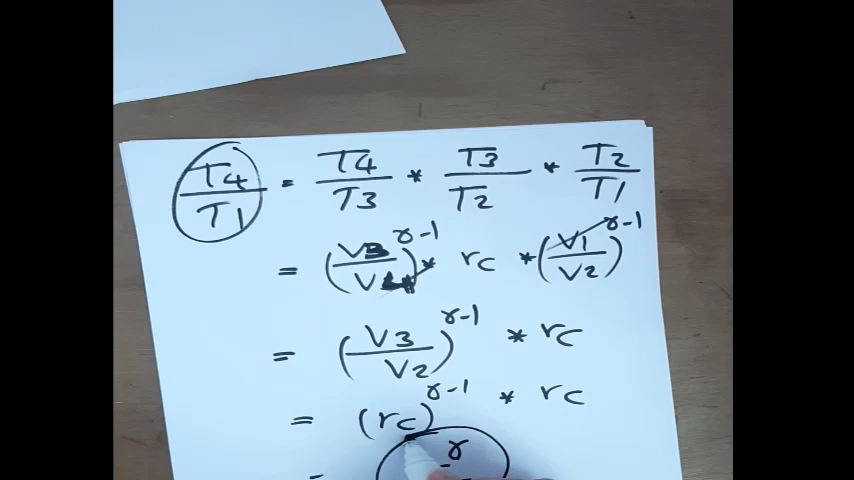 T4/T1 = T4/T3 * T3/T2 * T2/T1
= (V3/V4)^γ-1 * rc * (V1/V2)^γ-1
= (V3/V2)^γ-1 * rc
= (rc)^γ-1 * rc
= γ